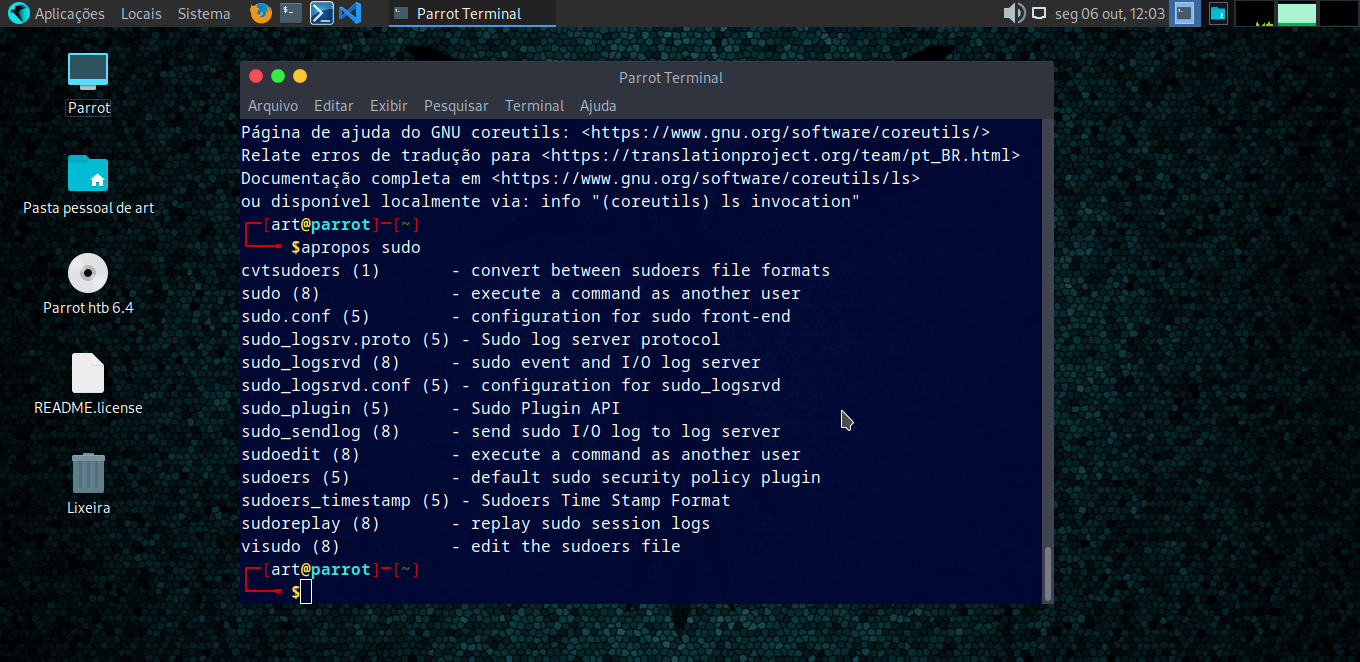 Aplicações Locais Sistema Parrot Terminal seg 06 out, 12:03
Parrot
Pasta pessoal de art
Parrot htb 6.4
README.license
Lixeira
Parrot Terminal
Arquivo Editar Exibir Pesquisar Terminal Ajuda
Página de ajuda do GNU coreutils: <https://www.gnu.org/software/coreutils/>
Relate erros de tradução para <https://translationproject.org/team/pt_BR.html>
Documentação completa em <https://www.gnu.org/software/coreutils/ls>
ou disponível localmente via: info "(coreutils) ls invocation"
┌─[art@parrot]─[~]
└──╼ $apropos sudo
cvtsudoers (1)       - convert between sudoers file formats
sudo (8)             - execute a command as another user
sudo.conf (5)        - configuration for sudo front-end
sudo_logsrv.proto (5) - Sudo log server protocol
sudo_logsrvd (8)     - sudo event and I/O log server
sudo_logsrvd.conf (5) - configuration for sudo_logsrvd
sudo_plugin (5)      - Sudo Plugin API
sudo_sendlog (8)     - send sudo I/O log to log server
sudoedit (8)         - execute a command as another user
sudoers (5)          - default sudo security policy plugin
sudoers_timestamp (5) - Sudoers Time Stamp Format
sudoreplay (8)       - replay sudo session logs
visudo (8)           - edit the sudoers file
┌─[art@parrot]─[~]
└──╼ $